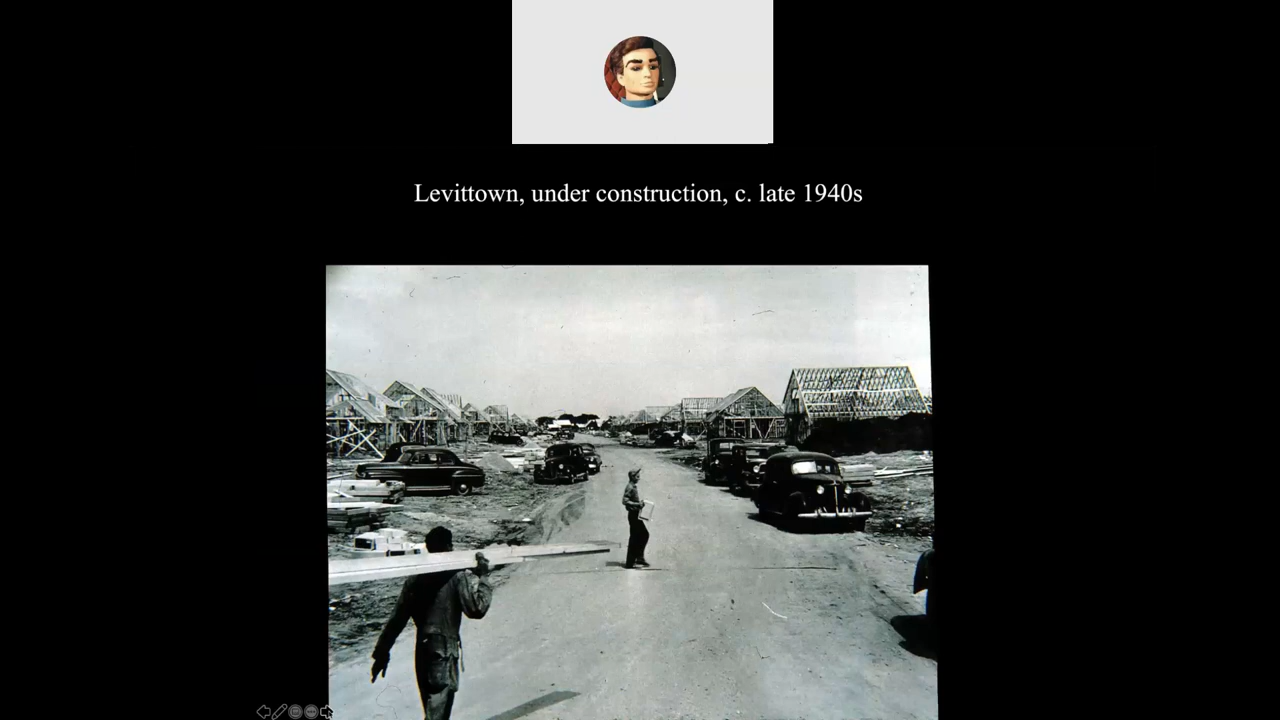 Levittown, under construction, c. late 1940s